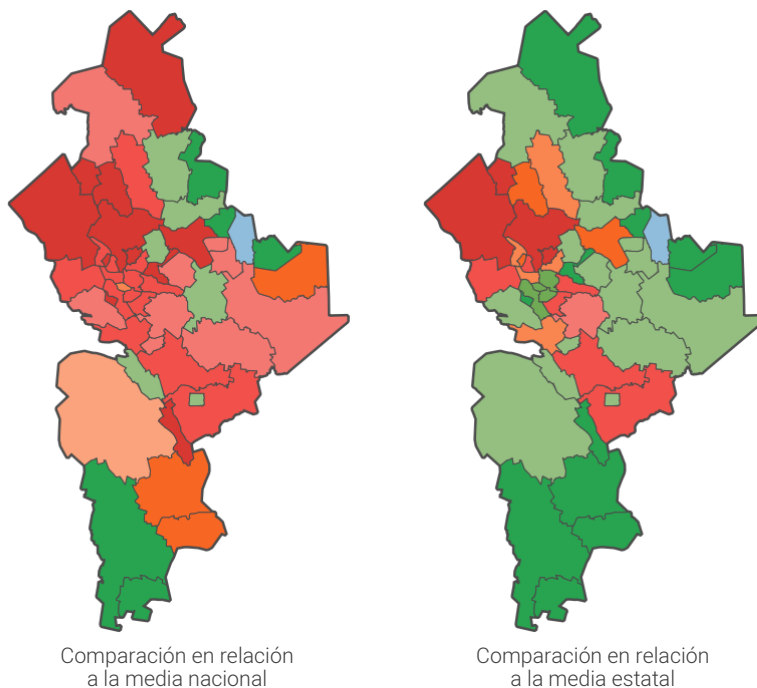 Comparación en relación
a la media nacional
Comparación en relación
a la media estatal